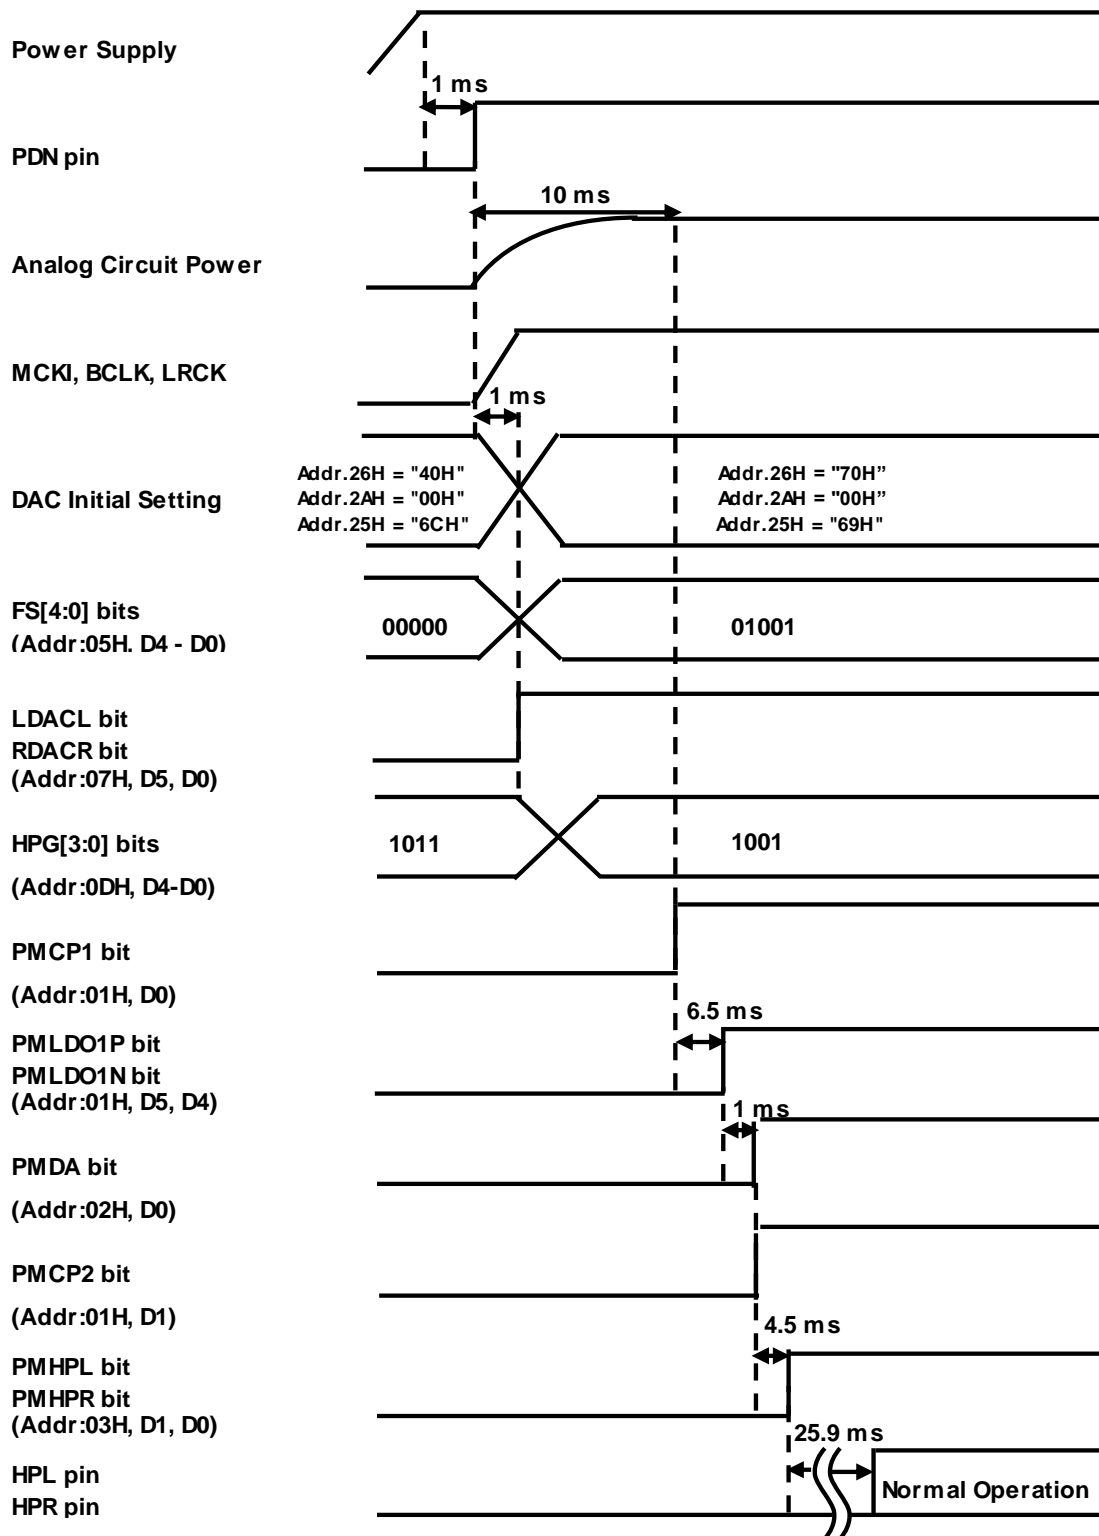 Power Supply
1 ms
PDN pin
10 ms
Analog Circuit Power
MCKI, BCLK, LRCK
1 ms
DAC Initial Setting
Addr.26H = "40H"
Addr.2AH = "00H"
Addr.25H = "6CH"
Addr.26H = "70H”
Addr.2AH = "00H”
Addr.25H = "69H"
FS[4:0] bits
(Addr:05H, D4 - D0)
00000
01001
LDACL bit
RDACR bit
(Addr:07H, D5, D0)
HPG[3:0] bits
(Addr:0DH, D4-D0)
1011
1001
PMCP1 bit
(Addr:01H, D0)
6.5 ms
PMLDO1P bit
PMLDO1N bit
(Addr:01H, D5, D4)
1 ms
PMDA bit
(Addr:02H, D0)
PMCP2 bit
(Addr:01H, D1)
4.5 ms
PMHPL bit
PMHPR bit
(Addr:03H, D1, D0)
25.9 ms
HPL pin
HPR pin
Normal Operation